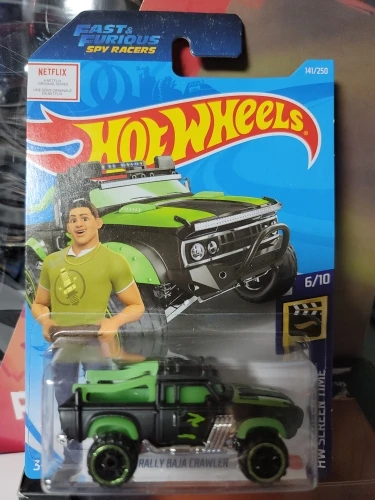 FAST &
FURIOUS
SPY RACERS
NETFLIX
141/250
HOT WHEELS
6/10
HW SCREEN TIME
RALLY BAJA CRAWLER